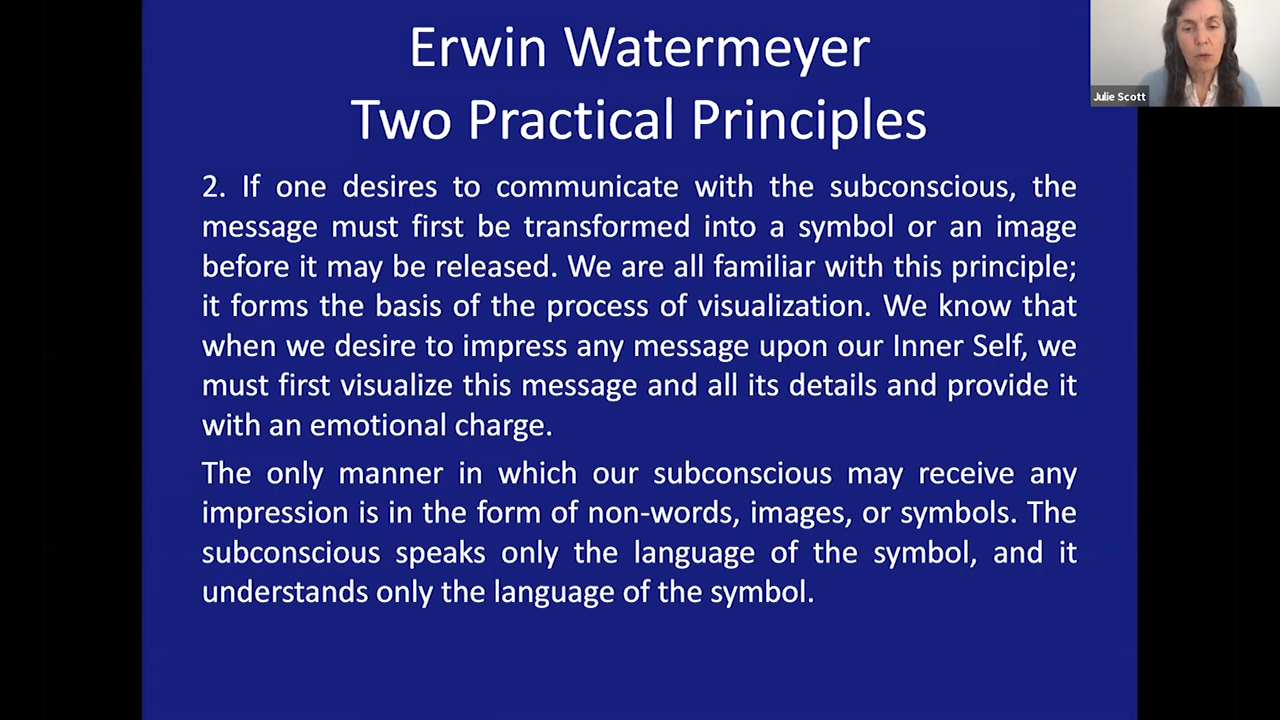 Erwin Watermeyer
Two Practical Principles
Julie Scott
2. If one desires to communicate with the subconscious, the
message must first be transformed into a symbol or an image
before it may be released. We are all familiar with this principle;
it forms the basis of the process of visualization. We know that
when we desire to impress any message upon our Inner Self, we
must first visualize this message and all its details and provide it
with an emotional charge.
The only manner in which our subconscious may receive any
impression is in the form of non-words, images, or symbols. The
subconscious speaks only the language of the symbol, and it
understands only the language of the symbol.